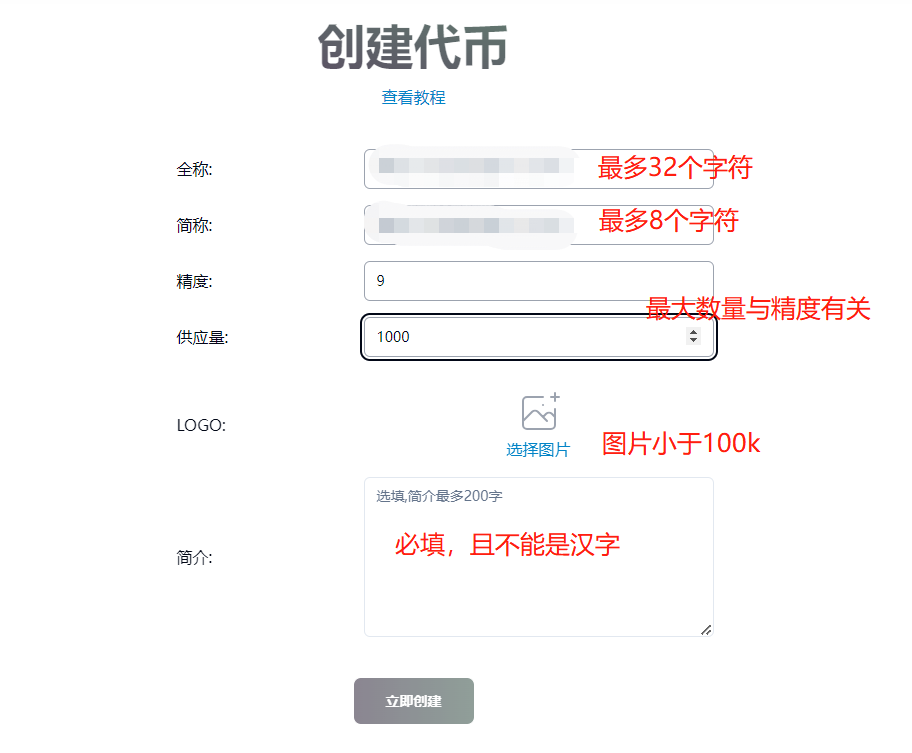 创建代币
查看教程
全称: 最多32个字符
简称: 最多8个字符
精度: 9
最大数量与精度有关
供应量: 1000
LOGO:
选择图片 图片小于100k
选填,简介最多200字
必填，且不能是汉字
简介:
立即创建